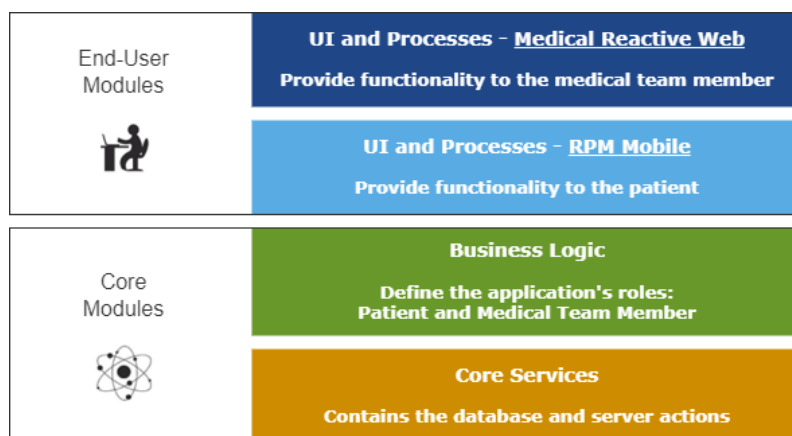 End-User
Modules
UI and Processes - Medical Reactive Web
Provide functionality to the medical team member
UI and Processes - RPM Mobile
Provide functionality to the patient
Core
Modules
Business Logic
Define the application's roles:
Patient and Medical Team Member
Core Services
Contains the database and server actions